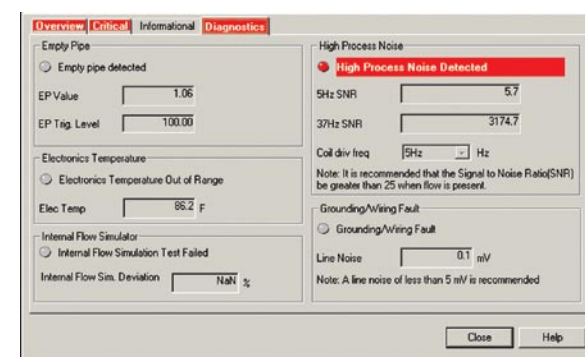 Overview Critical Informational Diagnostics
Empty Pipe
Empty pipe detected
EP Value 1.06
EP Trig. Level 100.00
Electronics Temperature
Electronics Temperature Out of Range
Elec Temp 86.2 F
Internal Flow Simulator
Internal Flow Simulation Test Failed
Internal Flow Sim. Deviation NaN %
High Process Noise
High Process Noise Detected
5Hz SNR 5.7
37Hz SNR 3174.7
Coil driv freq 5Hz Hz
Note: It is recommended that the Signal to Noise Ratio(SNR)
be greater than 25 when flow is present.
Grounding/Wiring Fault
Grounding/Wiring Fault
Line Noise 0.1 mV
Note: A line noise of less than 5 mV is recommended
Close Help